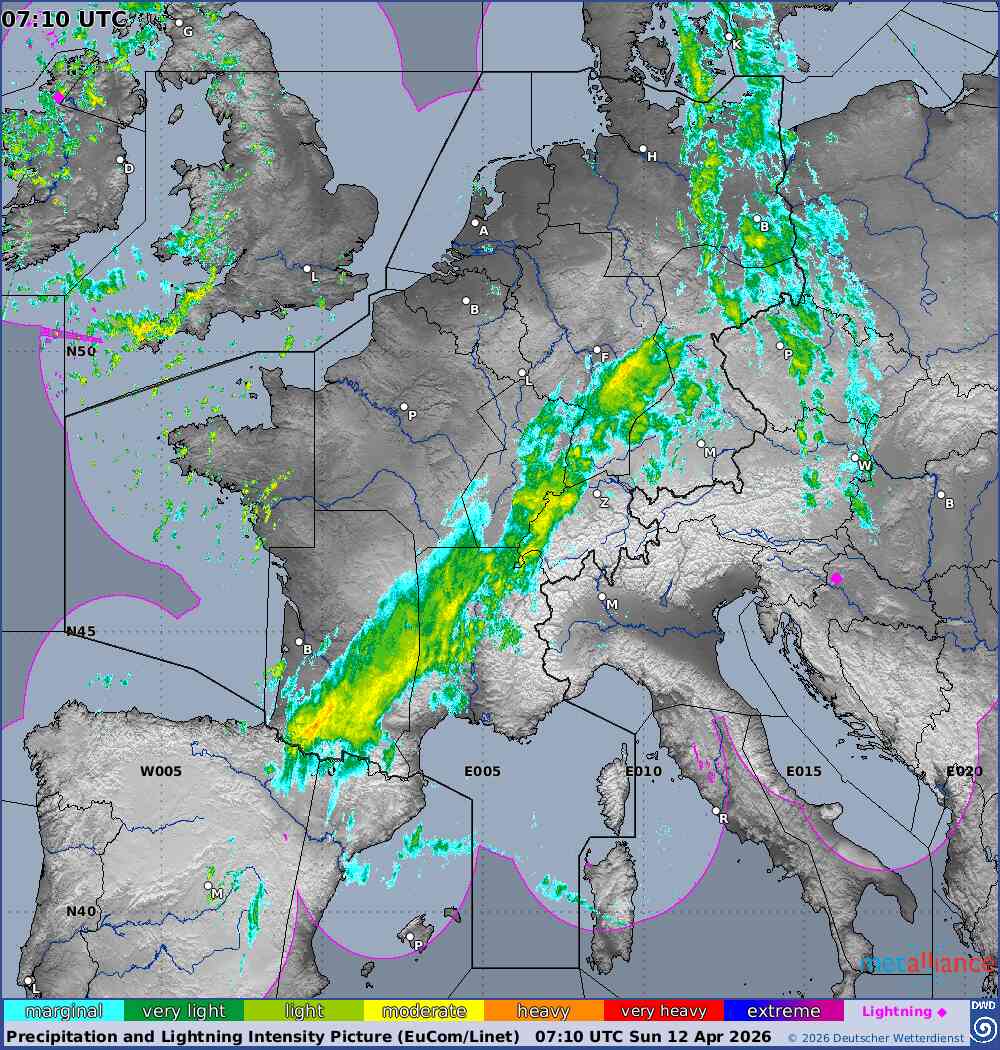 07:10 UTC
G
K
D
H
A
B
L
B
N50
F
P
L
P
M
W
Z
B
M
N45
B
W005
0
E005
E010
E015
E020
R
M
N40
P
L
metalliance
marginal very light light moderate heavy very heavy extreme Lightning ◆
DWD
Precipitation and Lightning Intensity Picture (EuCom/Linet) 07:10 UTC Sun 12 Apr 2026 © 2026 Deutscher Wetterdienst